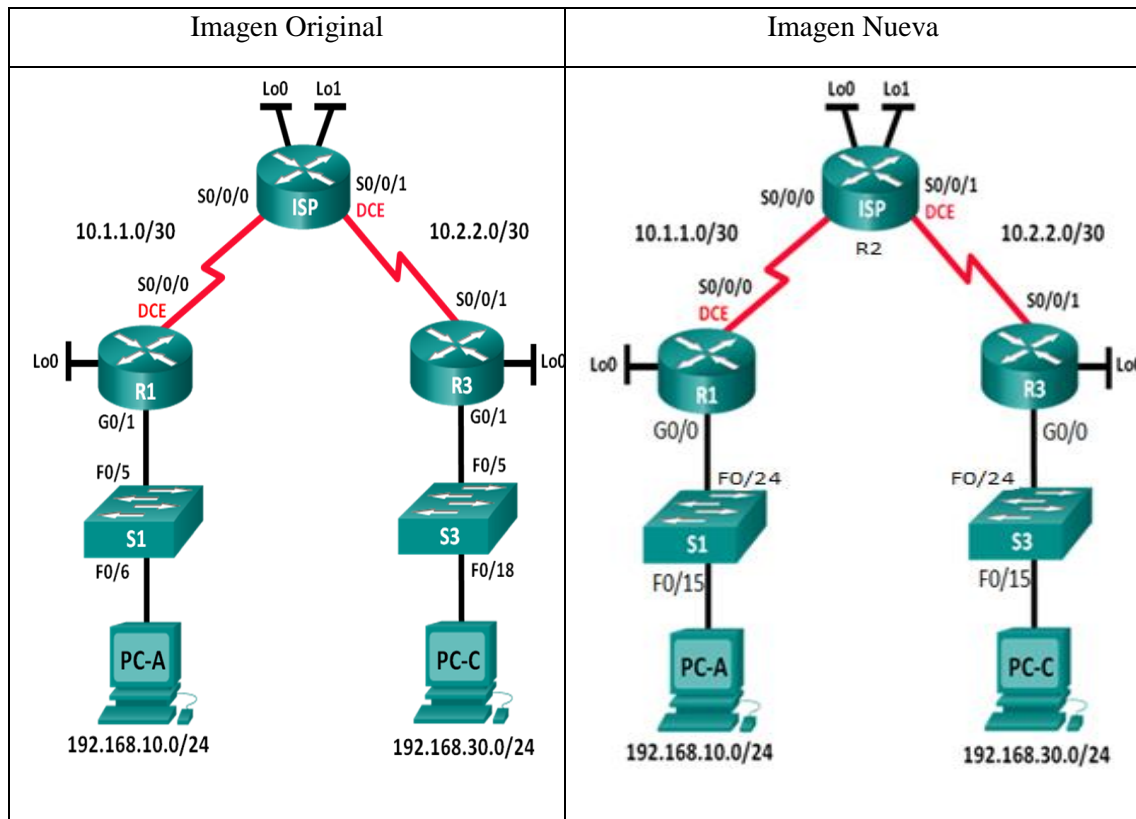 Imagen Original
Lo0 Lo1
S0/0/0
S0/0/1
ISP
DCE
10.1.1.0/30
10.2.2.0/30
S0/0/0
DCE
S0/0/1
Lo0
R1
R3
Lo0
G0/1
G0/1
F0/5
F0/5
S1
S3
F0/6
F0/18
PC-A
PC-C
192.168.10.0/24
192.168.30.0/24
Imagen Nueva
Lo0 Lo1
S0/0/0
S0/0/1
ISP
DCE
R2
10.1.1.0/30
10.2.2.0/30
S0/0/0
DCE
S0/0/1
Lo0
R1
R3
Lo0
G0/0
G0/0
F0/24
F0/24
S1
S3
F0/15
F0/15
PC-A
PC-C
192.168.10.0/24
192.168.30.0/24